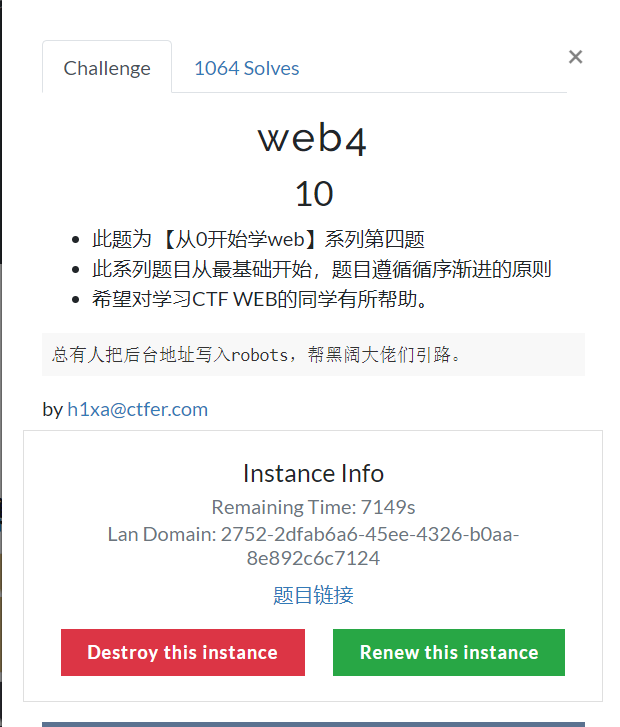 Challenge
1064 Solves
×
web4
10
此题为 【从0开始学web】系列第四题
此系列题目从最基础开始，题目遵循循序渐进的原则
希望对学习CTF WEB的同学有所帮助。
总有人把后台地址写入robots，帮黑阔大佬们引路。
by h1xa@ctfer.com
Instance Info
Remaining Time: 7149s
Lan Domain: 2752-2dfab6a6-45ee-4326-b0aa-
8e892c6c7124
题目链接
Destroy this instance
Renew this instance